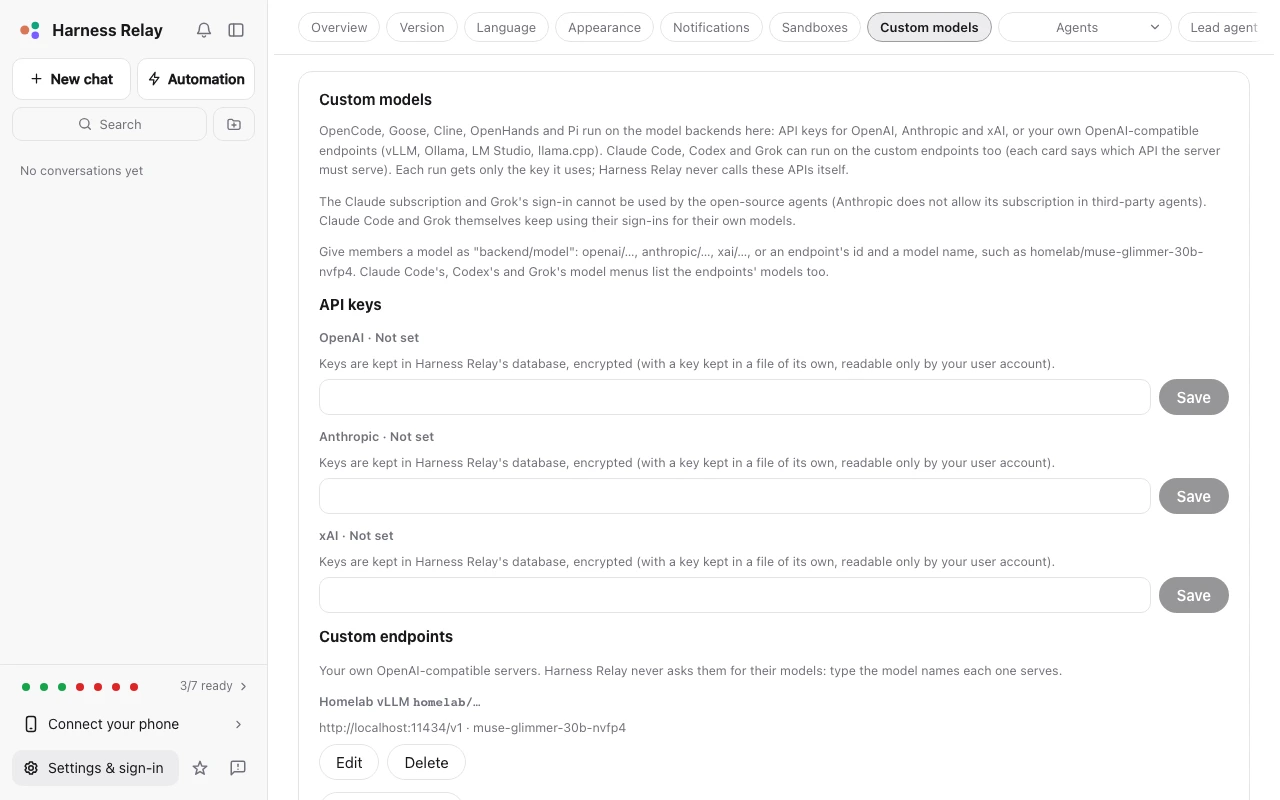 Harness Relay
New chat
Automation
Search
No conversations yet
3/7 ready
Connect your phone
Settings & sign-in
Overview
Version
Language
Appearance
Notifications
Sandboxes
Custom models
Agents
Lead agent
Custom models
OpenCode, Goose, Cline, OpenHands and Pi run on the model backends here: API keys for OpenAI, Anthropic and xAI, or your own OpenAI-compatible
endpoints (vLLM, Ollama, LM Studio, llama.cpp). Claude Code, Codex and Grok can run on the custom endpoints too (each card says which API the server
must serve). Each run gets only the key it uses; Harness Relay never calls these APIs itself.
The Claude subscription and Grok's sign-in cannot be used by the open-source agents (Anthropic does not allow its subscription in third-party agents).
Claude Code and Grok themselves keep using their sign-ins for their own models.
Give members a model as "backend/model": openai/…, anthropic/…, xai/…, or an endpoint's id and a model name, such as homelab/muse-glimmer-30b-
nvfp4. Claude Code's, Codex's and Grok's model menus list the endpoints' models too.
API keys
OpenAI · Not set
Keys are kept in Harness Relay's database, encrypted (with a key kept in a file of its own, readable only by your user account).
Save
Anthropic · Not set
Keys are kept in Harness Relay's database, encrypted (with a key kept in a file of its own, readable only by your user account).
Save
xAI · Not set
Keys are kept in Harness Relay's database, encrypted (with a key kept in a file of its own, readable only by your user account).
Save
Custom endpoints
Your own OpenAI-compatible servers. Harness Relay never asks them for their models: type the model names each one serves.
Homelab vLLM homelab/…
http://localhost:11434/v1 · muse-glimmer-30b-nvfp4
Edit
Delete